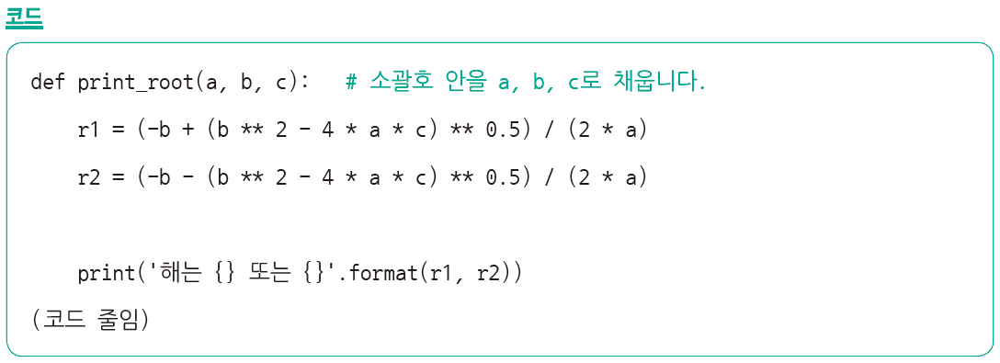 코드
def print_root(a, b, c):   # 소괄호 안을 a, b, c로 채웁니다.
    r1 = (-b + (b ** 2 - 4 * a * c) ** 0.5) / (2 * a)
    r2 = (-b - (b ** 2 - 4 * a * c) ** 0.5) / (2 * a)

    print('해는 {} 또는 {}'.format(r1, r2))
(코드 줄임)